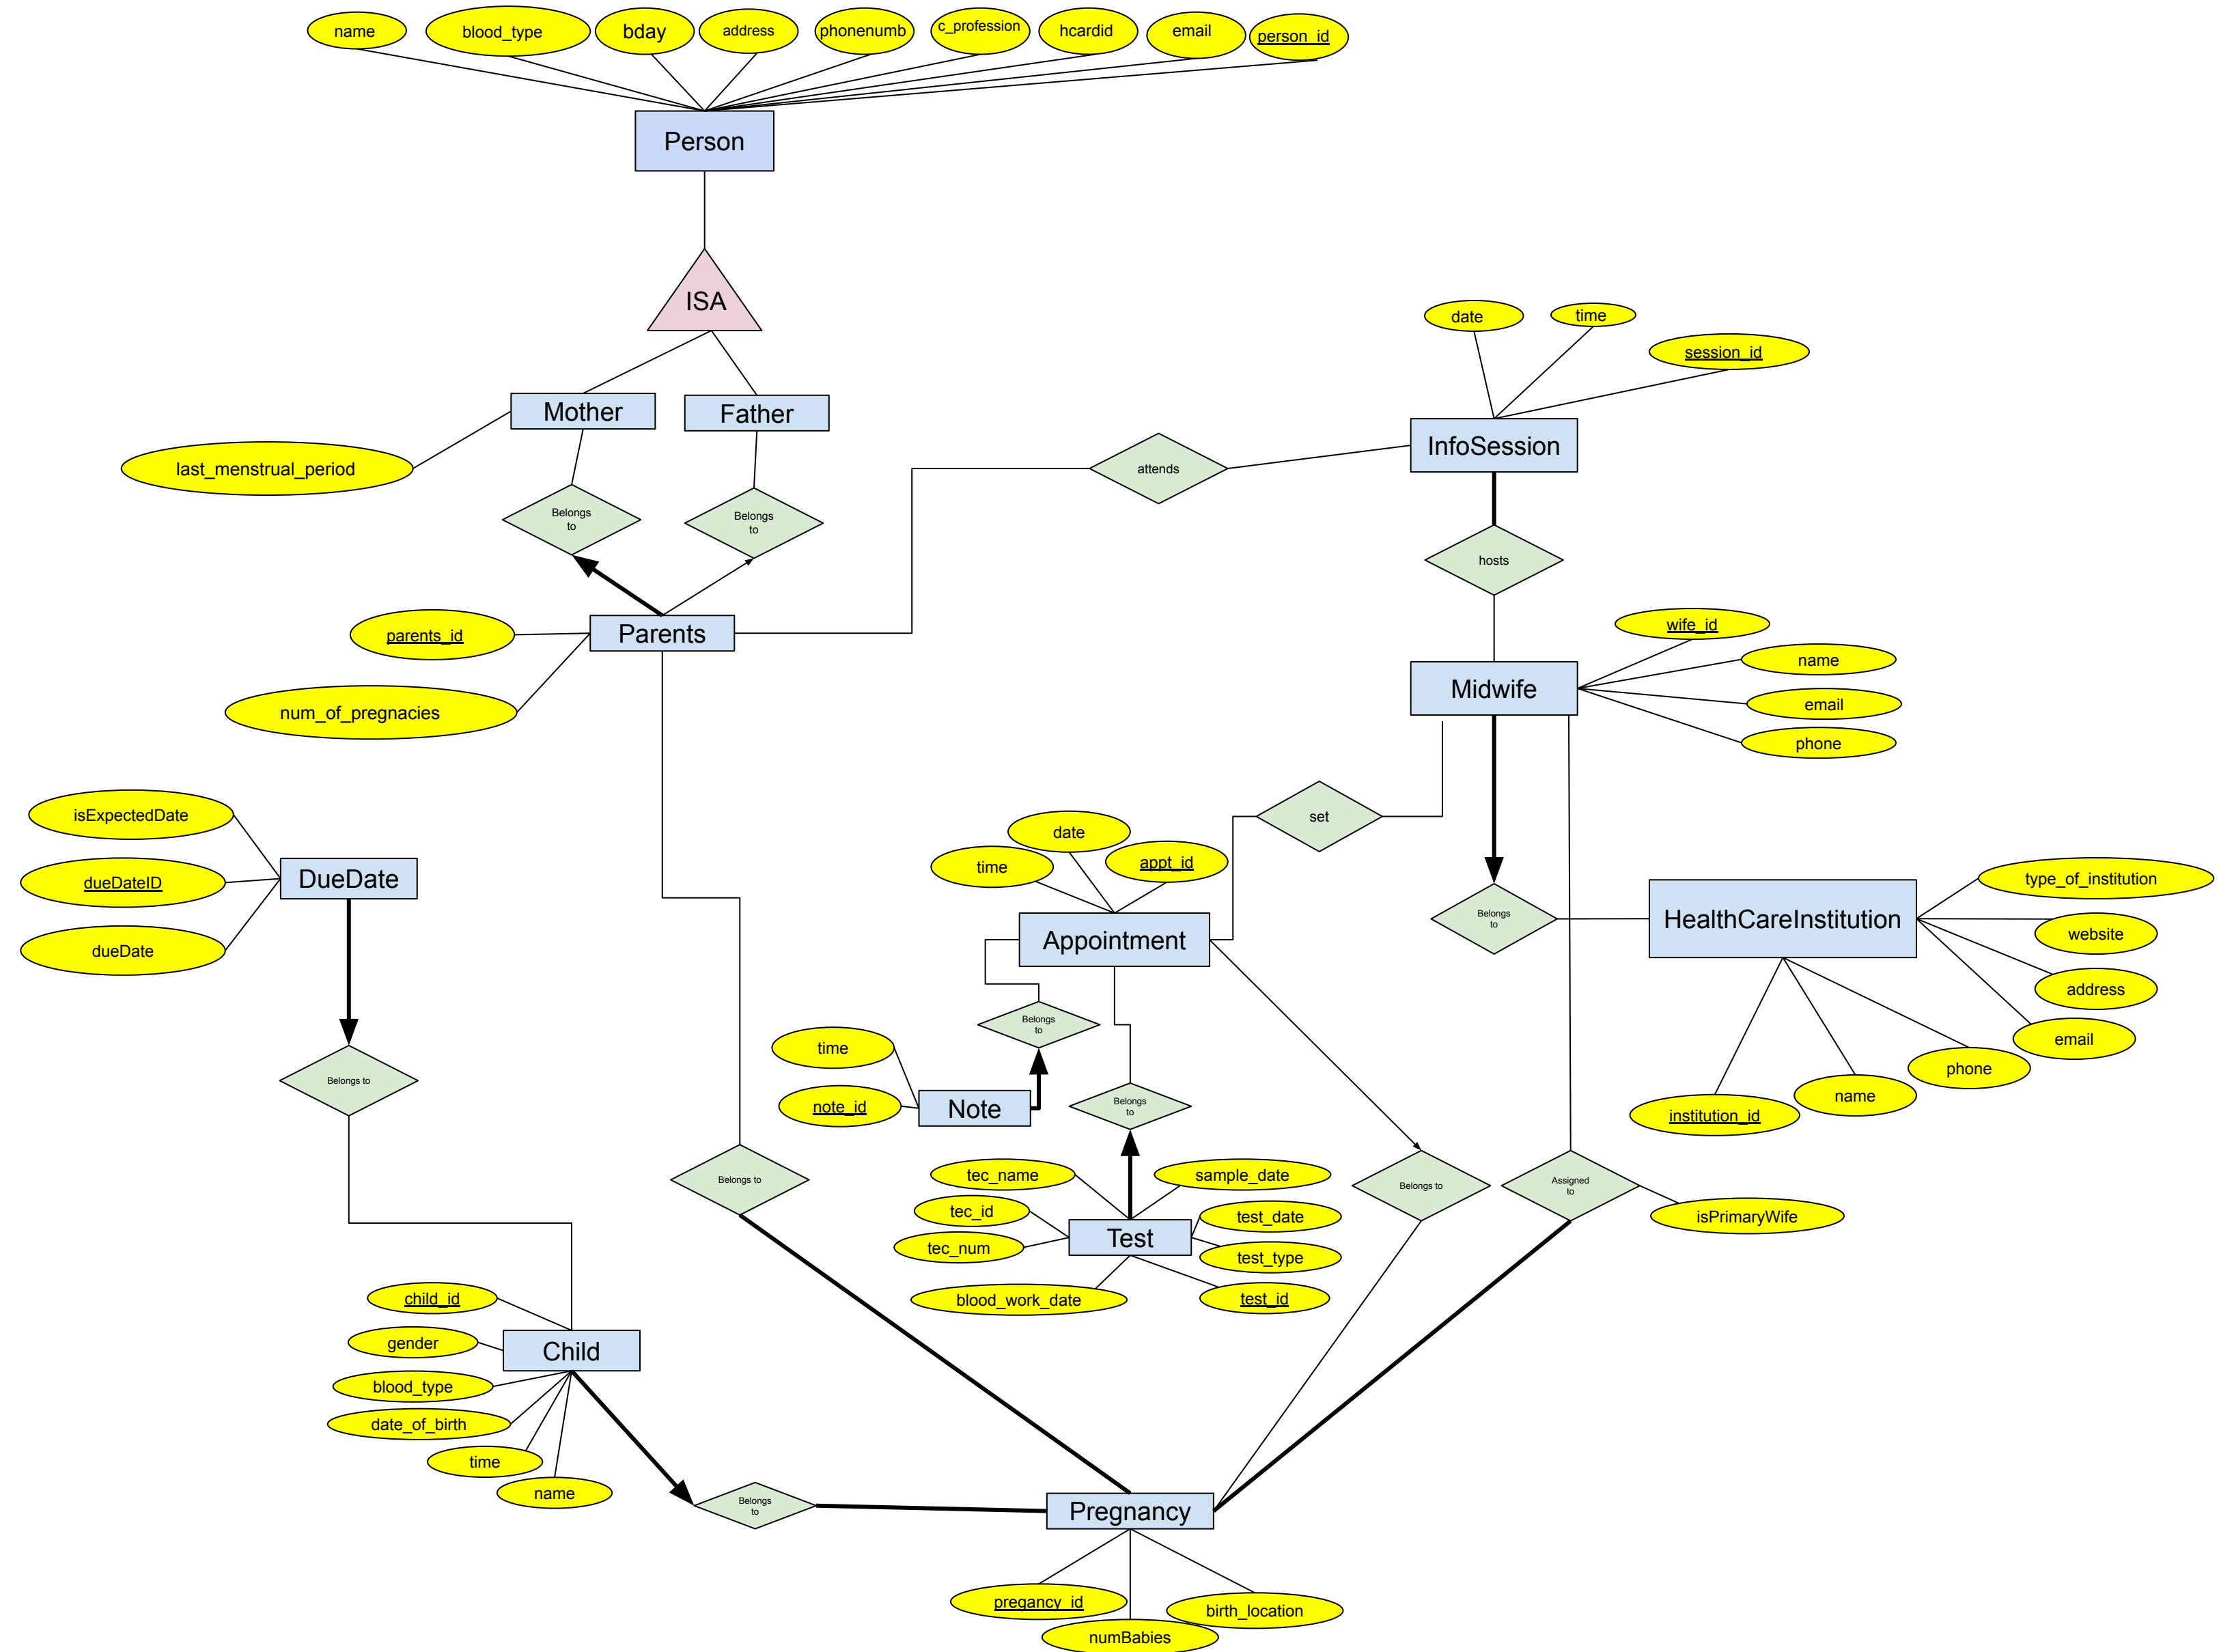 name
blood_type
bday
address
phonenumb
c_profession
hcardid
email
person_id
Person
ISA
date
time
session_id
Mother
Father
InfoSession
last_menstrual_period
attends
Belongs
to
Belongs
to
hosts
parents_id
Parents
wife_id
name
Midwife
email
num_of_pregnacies
phone
isExpectedDate
set
date
time
appt_id
DueDate
dueDateID
type_of_institution
Belongs
to
HealthCareInstitution
website
dueDate
Appointment
address
Belongs
to
email
time
phone
Belongs to
note_id
Note
Belongs
to
name
institution_id
tec_name
sample_date
Belongs to
Belongs to
Assigned
to
tec_id
test_date
isPrimaryWife
Test
tec_num
test_type
child_id
blood_work_date
test_id
gender
Child
blood_type
date_of_birth
time
name
Belongs
to
Pregnancy
pregancy_id
birth_location
numBabies